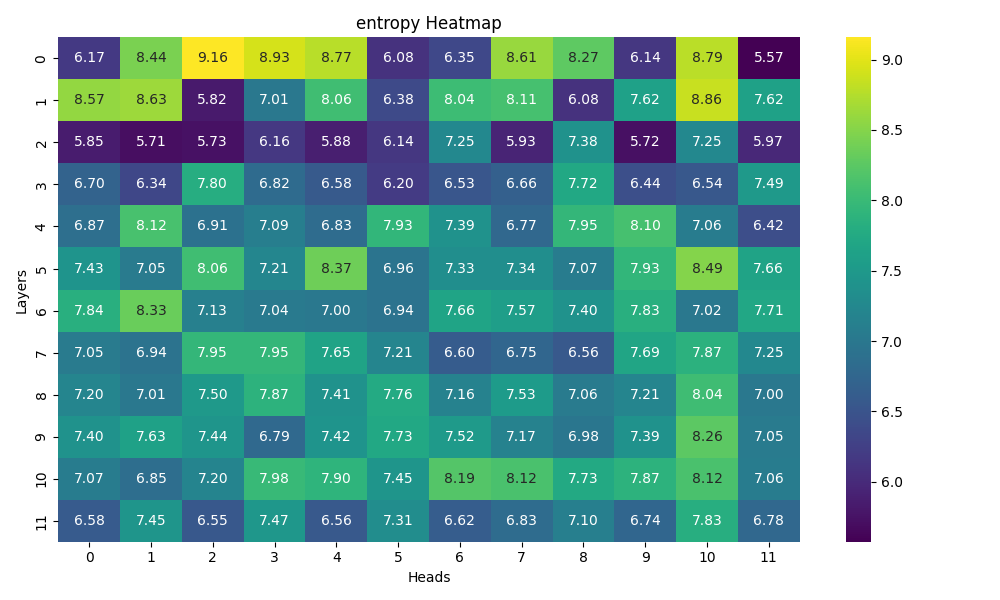 entropy Heatmap
0 6.17 8.44 9.16 8.93 8.77 6.08 6.35 8.61 8.27 6.14 8.79 5.57
1 8.57 8.63 5.82 7.01 8.06 6.38 8.04 8.11 6.08 7.62 8.86 7.62
2 5.85 5.71 5.73 6.16 5.88 6.14 7.25 5.93 7.38 5.72 7.25 5.97
3 6.70 6.34 7.80 6.82 6.58 6.20 6.53 6.66 7.72 6.44 6.54 7.49
4 6.87 8.12 6.91 7.09 6.83 7.93 7.39 6.77 7.95 8.10 7.06 6.42
5 7.43 7.05 8.06 7.21 8.37 6.96 7.33 7.34 7.07 7.93 8.49 7.66
6 7.84 8.33 7.13 7.04 7.00 6.94 7.66 7.57 7.40 7.83 7.02 7.71
7 7.05 6.94 7.95 7.95 7.65 7.21 6.60 6.75 6.56 7.69 7.87 7.25
8 7.20 7.01 7.50 7.87 7.41 7.76 7.16 7.53 7.06 7.21 8.04 7.00
9 7.40 7.63 7.44 6.79 7.42 7.73 7.52 7.17 6.98 7.39 8.26 7.05
10 7.07 6.85 7.20 7.98 7.90 7.45 8.19 8.12 7.73 7.87 8.12 7.06
11 6.58 7.45 6.55 7.47 6.56 7.31 6.62 6.83 7.10 6.74 7.83 6.78
0 1 2 3 4 5 6 7 8 9 10 11
Heads
Layers
9.0
8.5
8.0
7.5
7.0
6.5
6.0